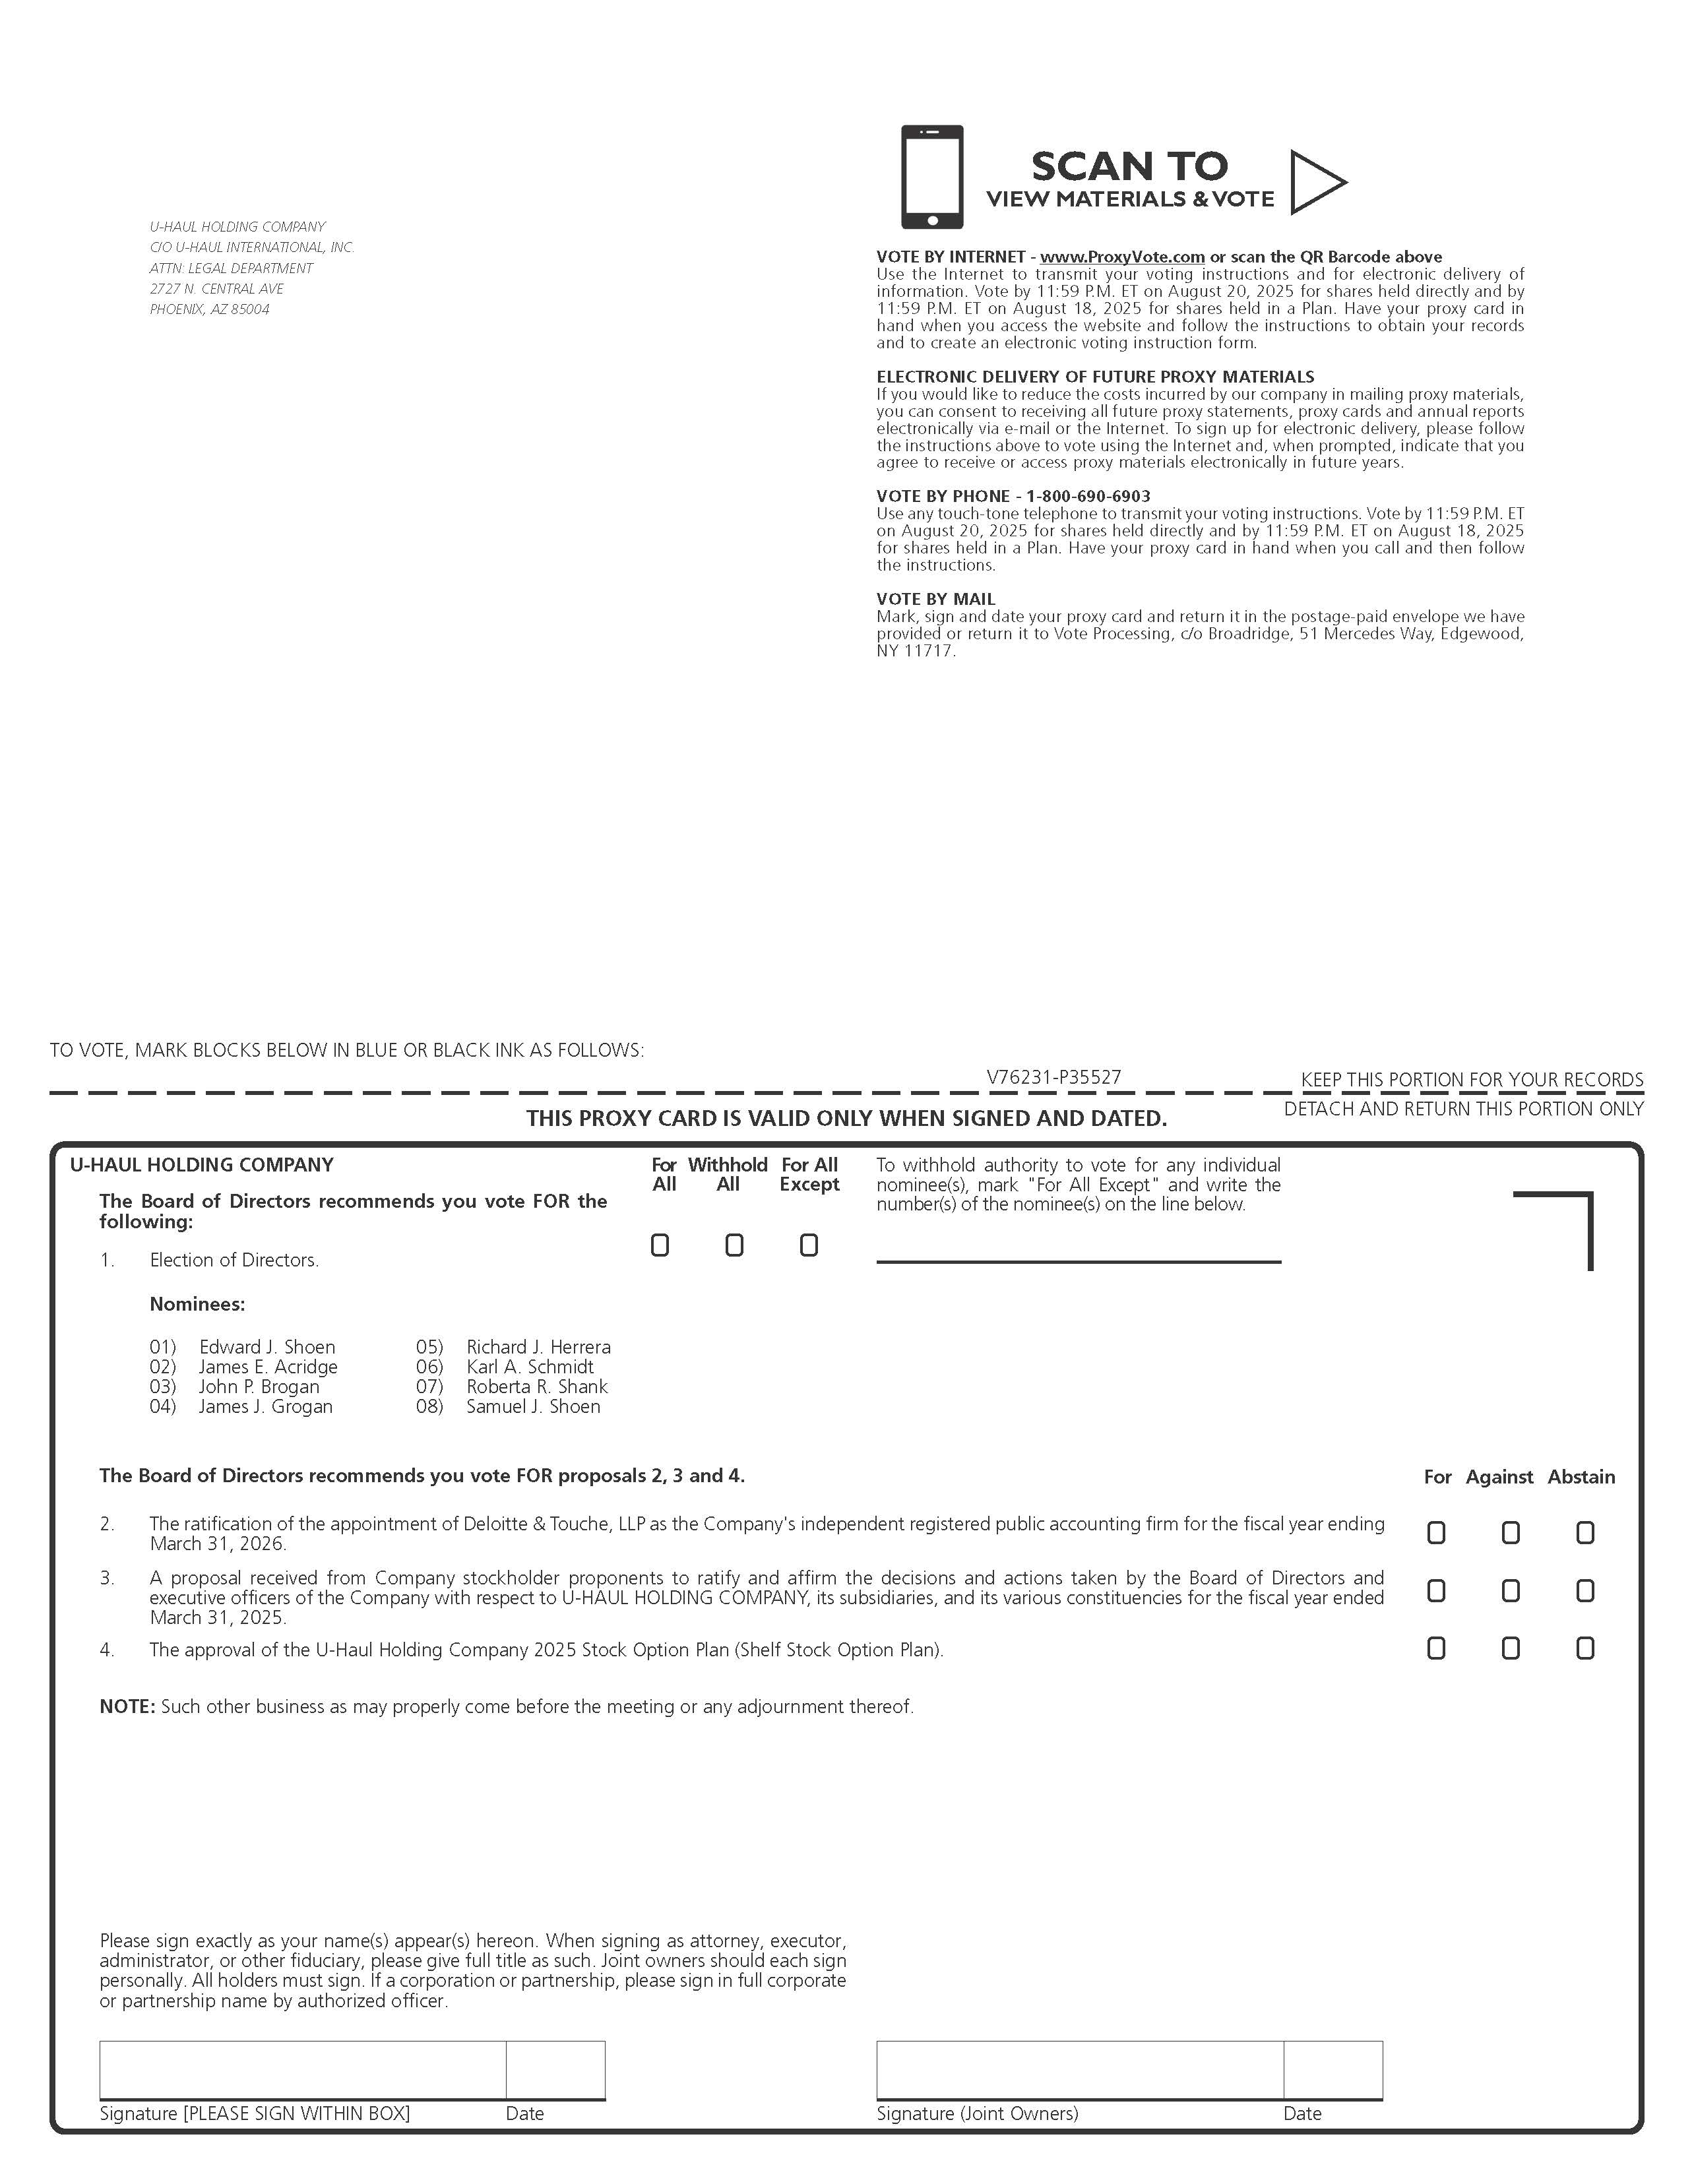 SCAN TO
VIEW MATERIALS & VOTE
U-HAUL HOLDING COMPANY
C/O U-HAUL INTERNATIONAL, INC.
ATTN: LEGAL DEPARTMENT
2727 N. CENTRAL AVE
PHOENIX, AZ 85004
VOTE BY INTERNET - www.ProxyVote.com or scan the QR Barcode above
Use the Internet to transmit your voting instructions and for electronic delivery of
information. Vote by 11:59 P.M. ET on August 20, 2025 for shares held directly and by
11:59 P.M. ET on August 18, 2025 for shares held in a Plan. Have your proxy card in
hand when you access the website and follow the instructions to obtain your records
and to create an electronic voting instruction form.
ELECTRONIC DELIVERY OF FUTURE PROXY MATERIALS
If you would like to reduce the costs incurred by our company in mailing proxy materials,
you can consent to receiving all future proxy statements, proxy cards and annual reports
electronically via e-mail or the Internet. To sign up for electronic delivery, please follow
the instructions above to vote using the Internet and, when prompted, indicate that you
agree to receive or access proxy materials electronically in future years.
VOTE BY PHONE - 1-800-690-6903
Use any touch-tone telephone to transmit your voting instructions. Vote by 11:59 P.M. ET
on August 20, 2025 for shares held directly and by 11:59 P.M. ET on August 18, 2025
for shares held in a Plan. Have your proxy card in hand when you call and then follow
the instructions.
VOTE BY MAIL
Mark, sign and date your proxy card and return it in the postage-paid envelope we have
provided or return it to Vote Processing, c/o Broadridge, 51 Mercedes Way, Edgewood,
NY 11717.
TO VOTE, MARK BLOCKS BELOW IN BLUE OR BLACK INK AS FOLLOWS:
V76231-P35527
KEEP THIS PORTION FOR YOUR RECORDS
DETACH AND RETURN THIS PORTION ONLY
THIS PROXY CARD IS VALID ONLY WHEN SIGNED AND DATED.
U-HAUL HOLDING COMPANY
The Board of Directors recommends you vote FOR the
following:
For Withhold For All
All All Except
To withhold authority to vote for any individual
nominee(s), mark "For All Except" and write the
number(s) of the nominee(s) on the line below.
1. Election of Directors.
Nominees:
01) Edward J. Shoen 05) Richard J. Herrera
02) James E. Acridge 06) Karl A. Schmidt
03) John P. Brogan 07) Roberta R. Shank
04) James J. Grogan 08) Samuel J. Shoen
The Board of Directors recommends you vote FOR proposals 2, 3 and 4.
For Against Abstain
2. The ratification of the appointment of Deloitte & Touche, LLP as the Company's independent registered public accounting firm for the fiscal year ending
March 31, 2026.
3. A proposal received from Company stockholder proponents to ratify and affirm the decisions and actions taken by the Board of Directors and
executive officers of the Company with respect to U-HAUL HOLDING COMPANY, its subsidiaries, and its various constituencies for the fiscal year ended
March 31, 2025.
4. The approval of the U-Haul Holding Company 2025 Stock Option Plan (Shelf Stock Option Plan).
NOTE: Such other business as may properly come before the meeting or any adjournment thereof.
Please sign exactly as your name(s) appear(s) hereon. When signing as attorney, executor,
administrator, or other fiduciary, please give full title as such. Joint owners should each sign
personally. All holders must sign. If a corporation or partnership, please sign in full corporate
or partnership name by authorized officer.
Signature [PLEASE SIGN WITHIN BOX] Date
Signature (Joint Owners) Date